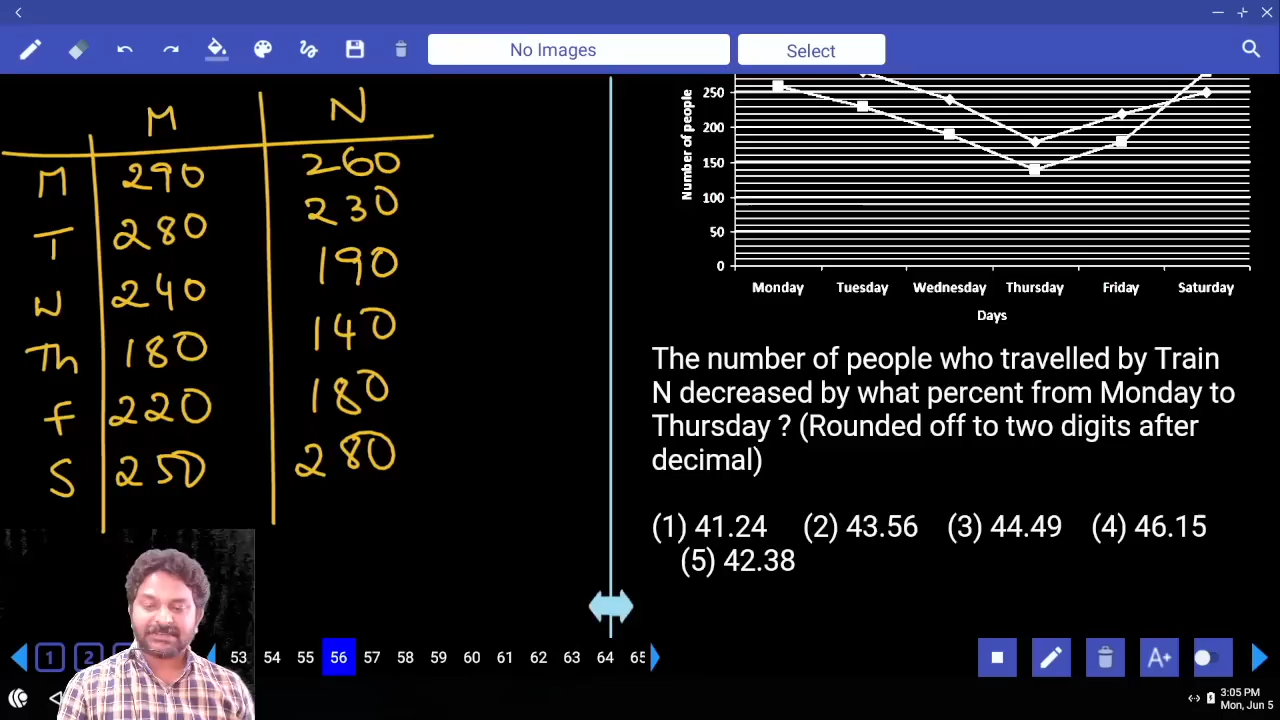 No Images
Select
M N
M 290 260
T 280 230
W 240 190
Th 180 140
F 220 180
S 250 280
Number of people
250
200
150
100
50
0
Monday Tuesday Wednesday Thursday Friday Saturday
Days
The number of people who travelled by Train
N decreased by what percent from Monday to
Thursday ? (Rounded off to two digits after
decimal)
(1) 41.24 (2) 43.56 (3) 44.49 (4) 46.15
(5) 42.38
1 2 53 54 55 56 57 58 59 60 61 62 63 64 65
A+
3:05 PM
Mon, Jun 5